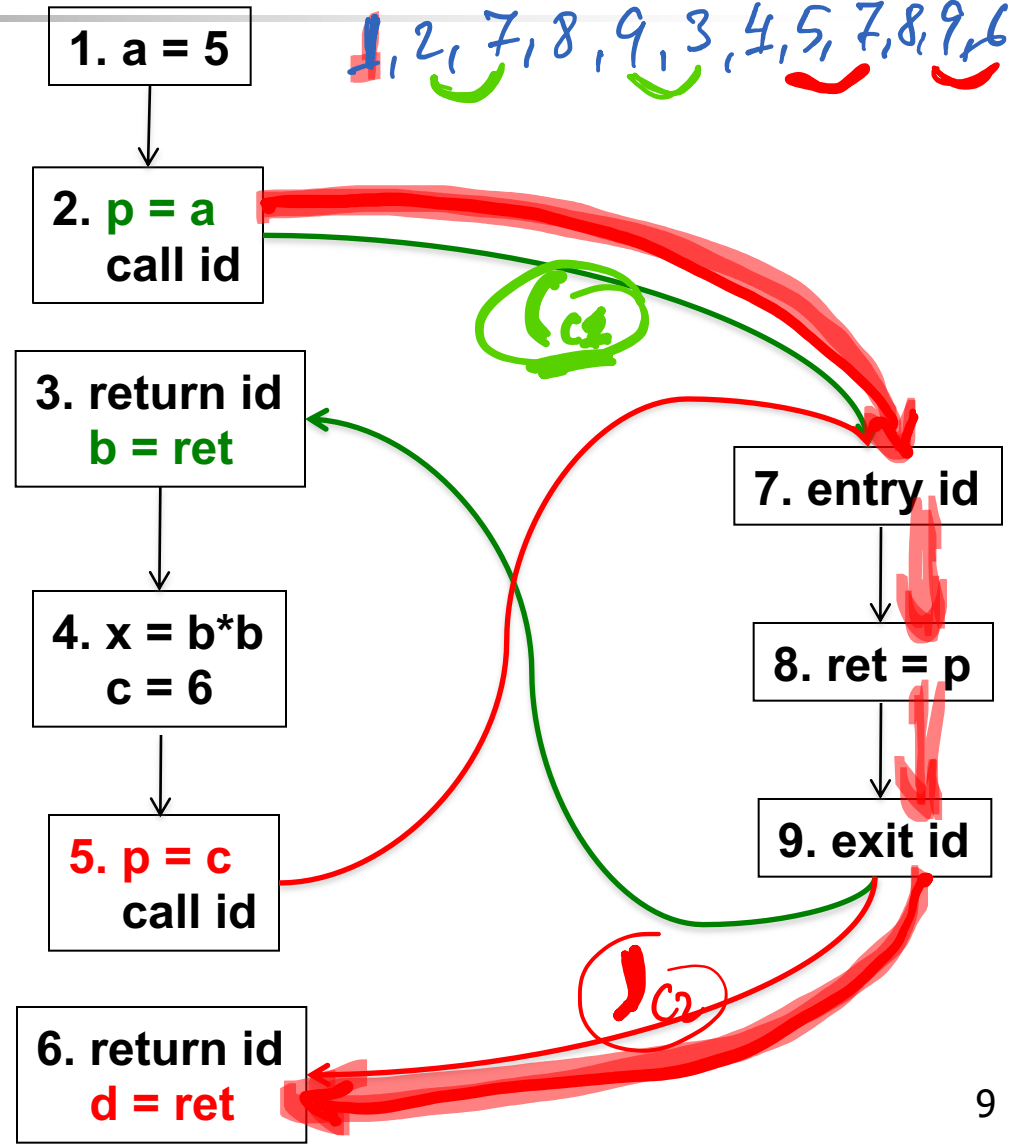 1. a = 5
1, 2, 7, 8, 9, 3, 4, 5, 7, 8, 9, 6
2. p = a
call id
(c1
3. return id
b = ret
7. entry id
4. x = b*b
c = 6
8. ret = p
5. p = c
call id
9. exit id
)c2
6. return id
d = ret
9